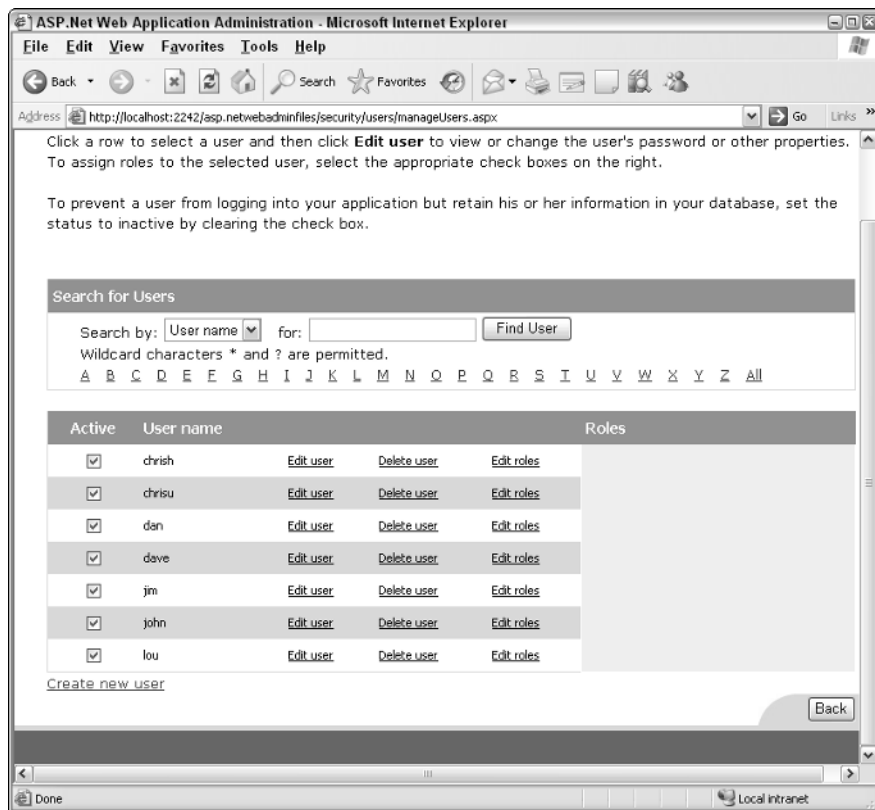 ASP.Net Web Application Administration - Microsoft Internet Explorer
File Edit View Favorites Tools Help
Back Search Favorites
Address http://localhost:2242/asp.netwebadminfiles/security/users/manageUsers.aspx Go Links »
Click a row to select a user and then click Edit user to view or change the user's password or other properties.
To assign roles to the selected user, select the appropriate check boxes on the right.
To prevent a user from logging into your application but retain his or her information in your database, set the
status to inactive by clearing the check box.
Search for Users
Search by: User name for: Find User
Wildcard characters * and ? are permitted.
A B C D E F G H I J K L M N O P Q R S T U V W X Y Z All
Active User name Roles
chrish Edit user Delete user Edit roles
chrisu Edit user Delete user Edit roles
dan Edit user Delete user Edit roles
dave Edit user Delete user Edit roles
jim Edit user Delete user Edit roles
john Edit user Delete user Edit roles
lou Edit user Delete user Edit roles
Create new user
Back
Done Local intranet